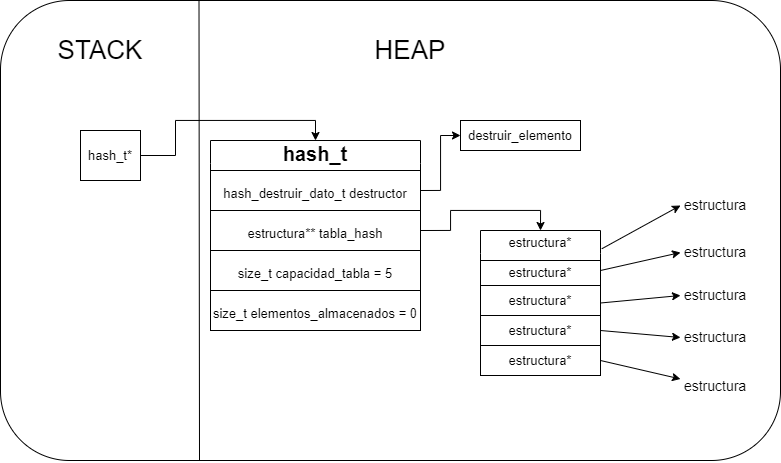 STACK
HEAP
hash_t*
hash_t
hash_destruir_dato_t destructor
estructura** tabla_hash
size_t capacidad_tabla = 5
size_t elementos_almacenados = 0
destruir_elemento
estructura*
estructura*
estructura*
estructura*
estructura*
estructura
estructura
estructura
estructura
estructura